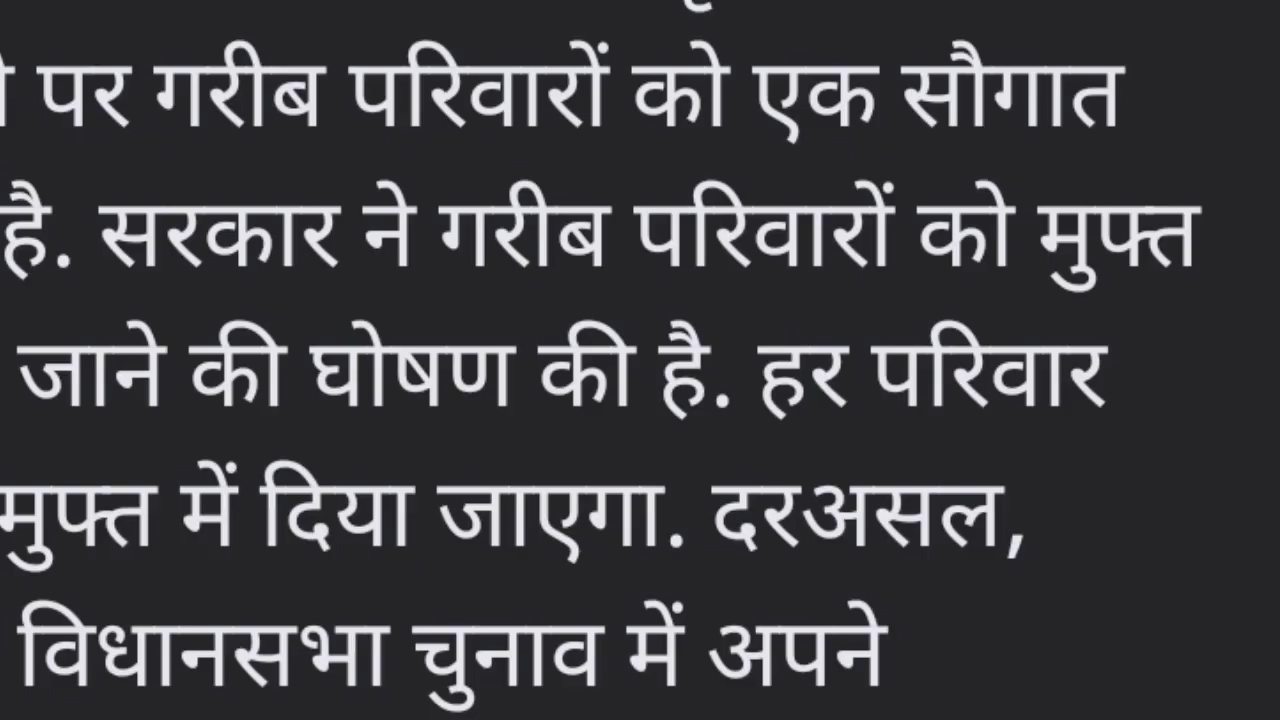 पर गरीब परिवारों को एक सौगात
है. सरकार ने गरीब परिवारों को मुफ्त
जाने की घोषण की है. हर परिवार
मुफ्त में दिया जाएगा. दरअसल,
विधानसभा चुनाव में अपने